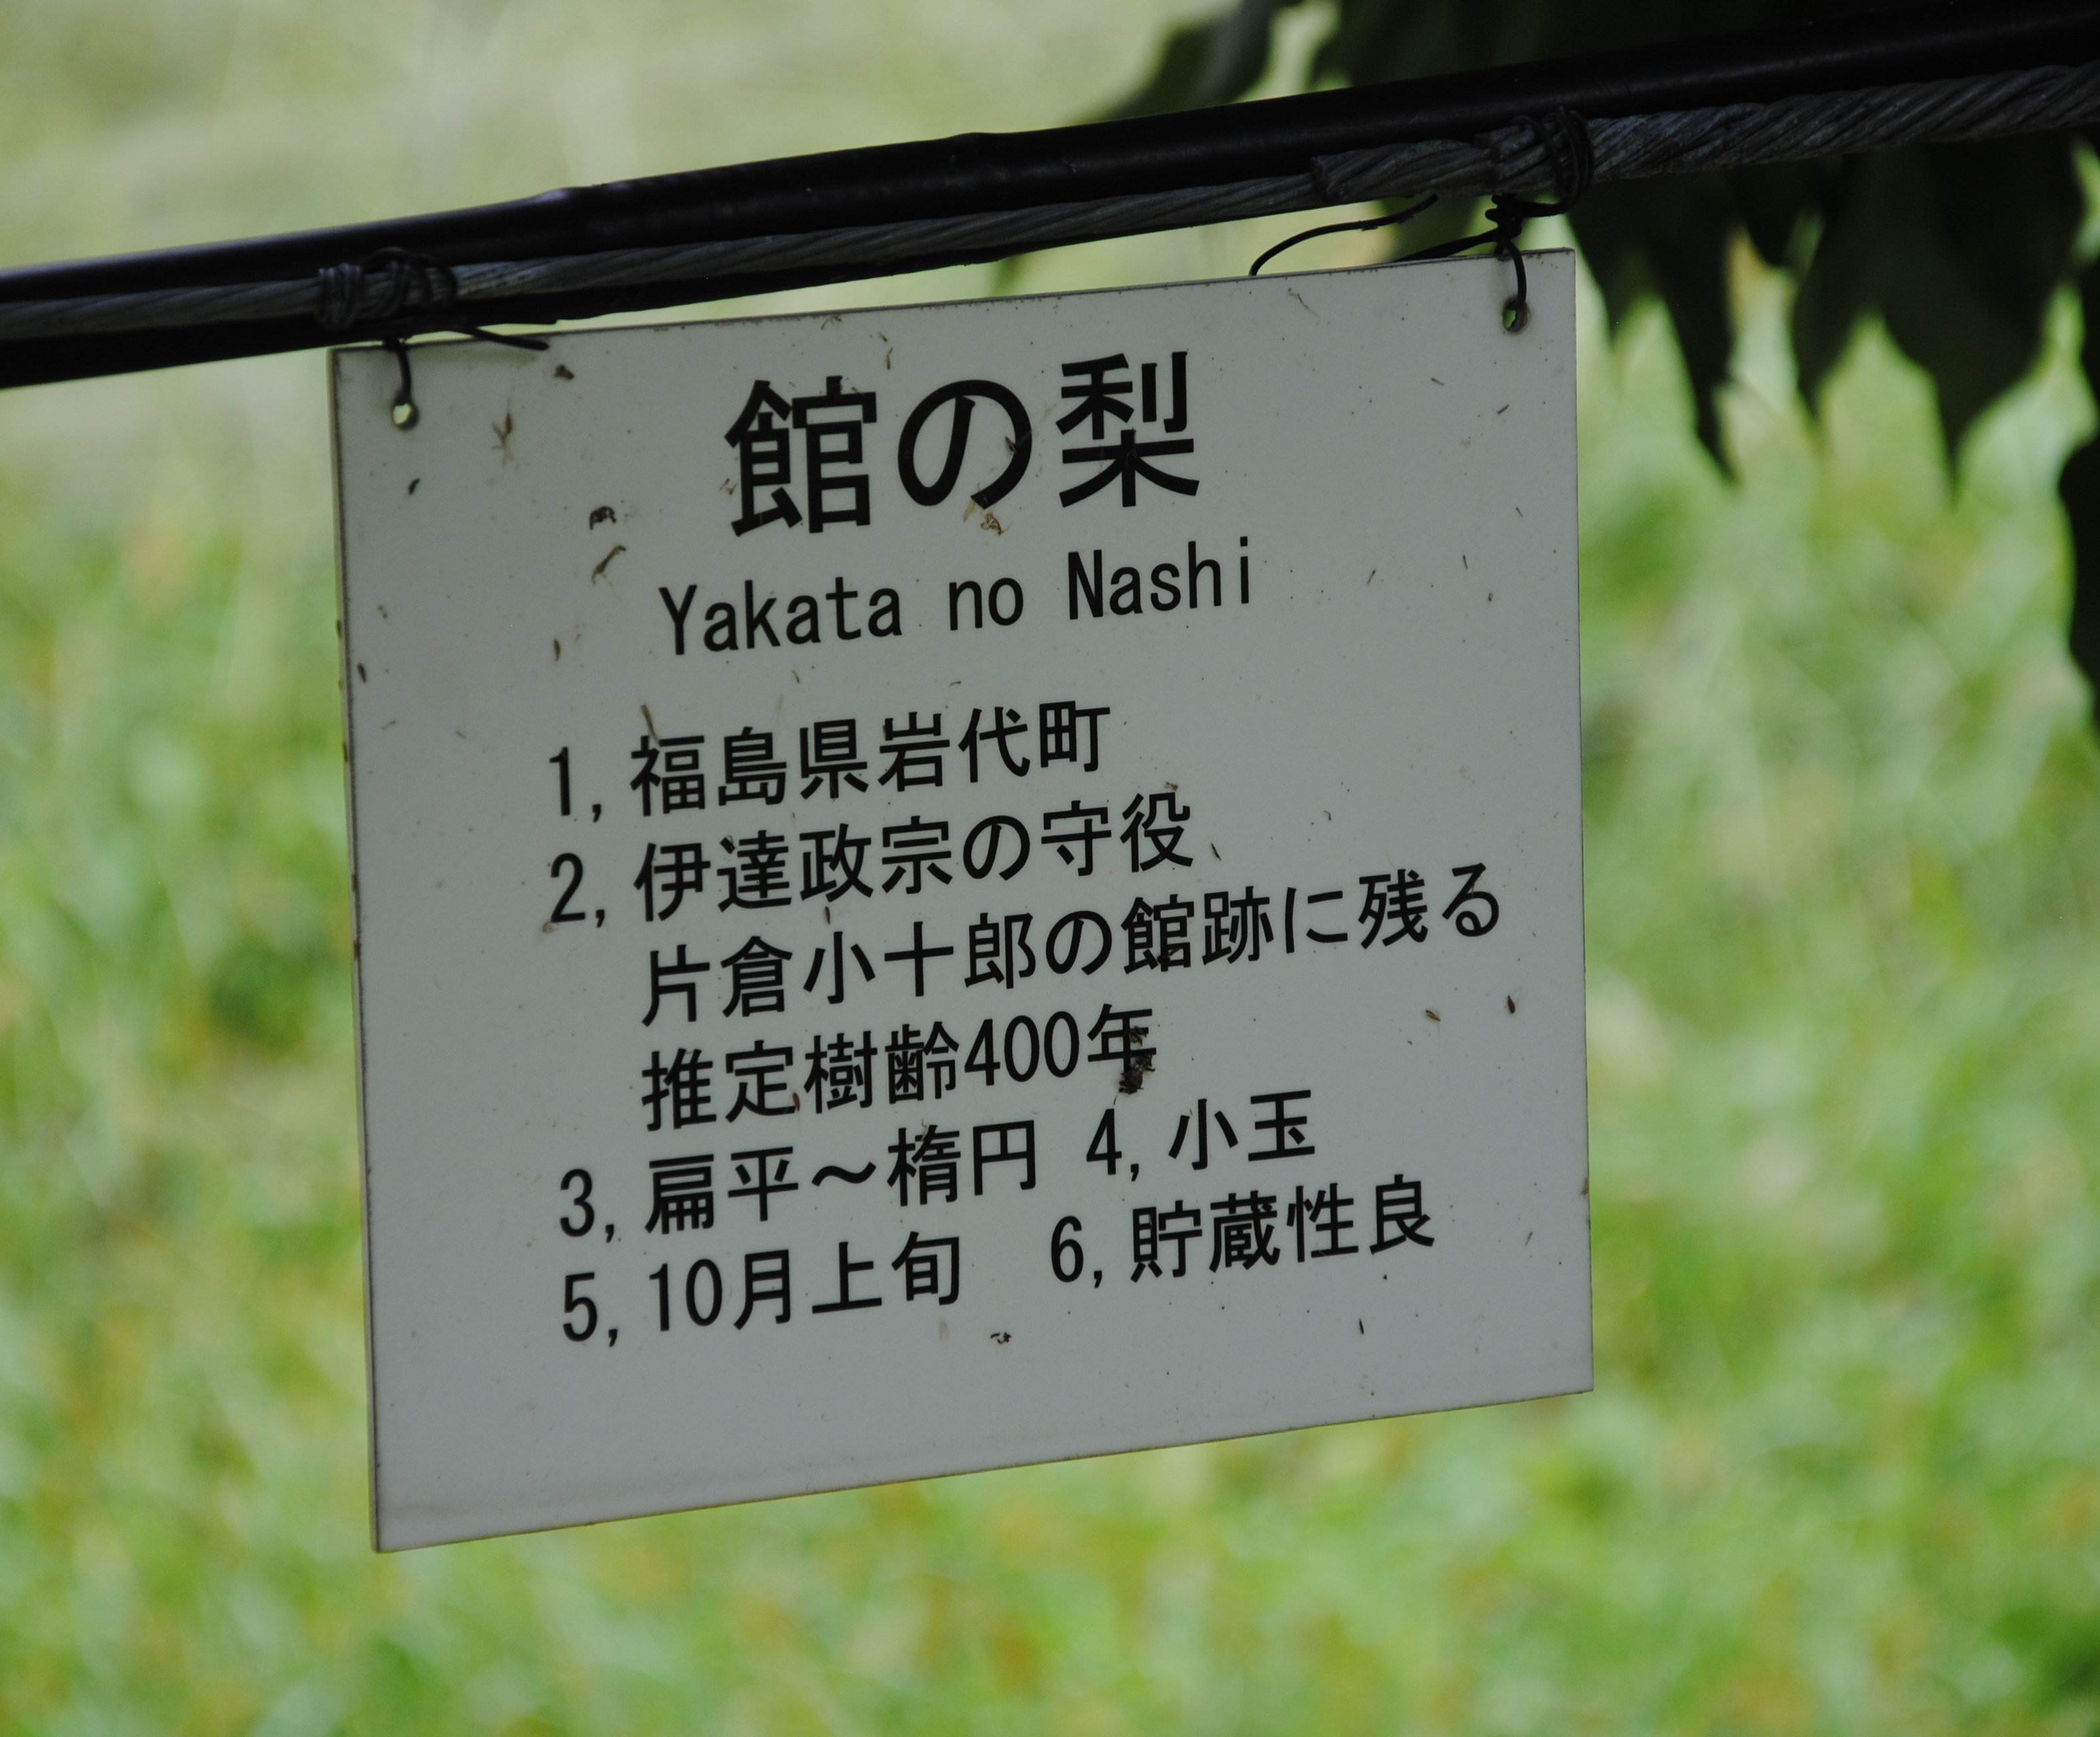 館の梨
Yakata no Nashi
1,福島県岩代町
2,伊達政宗の守役
片倉小十郎の館跡に残る
推定樹齢400年
3,扁平～楕円 4,小玉
5,10月上旬 6,貯蔵性良